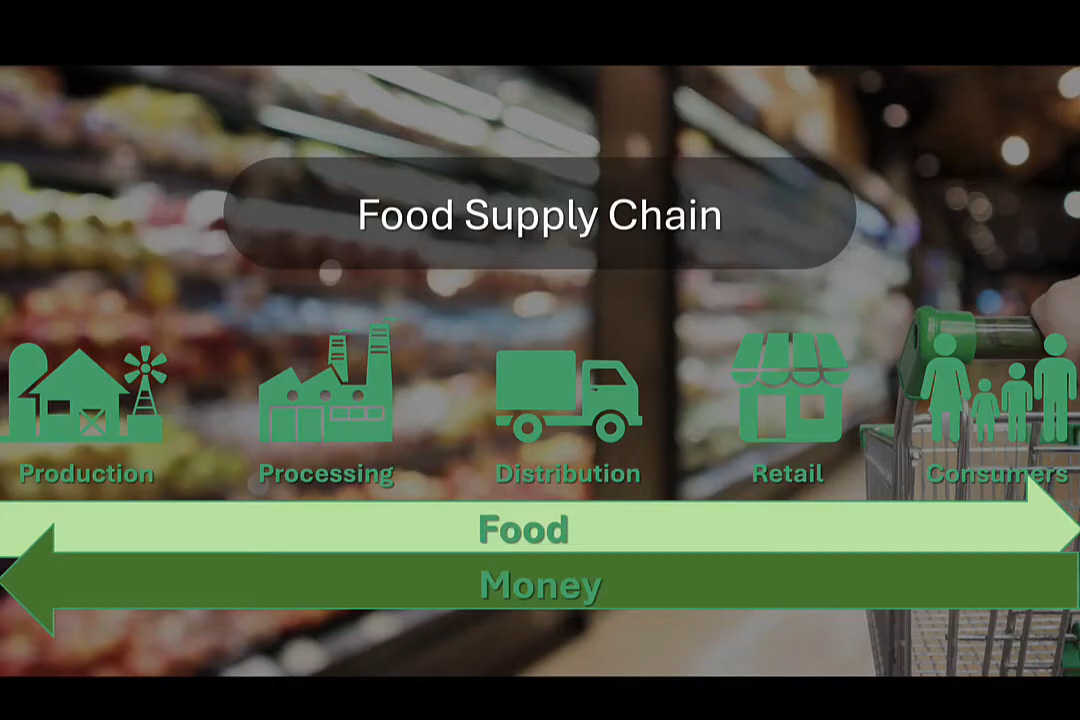 Food Supply Chain
Production
Processing
Distribution
Retail
Consumers
Food
Money